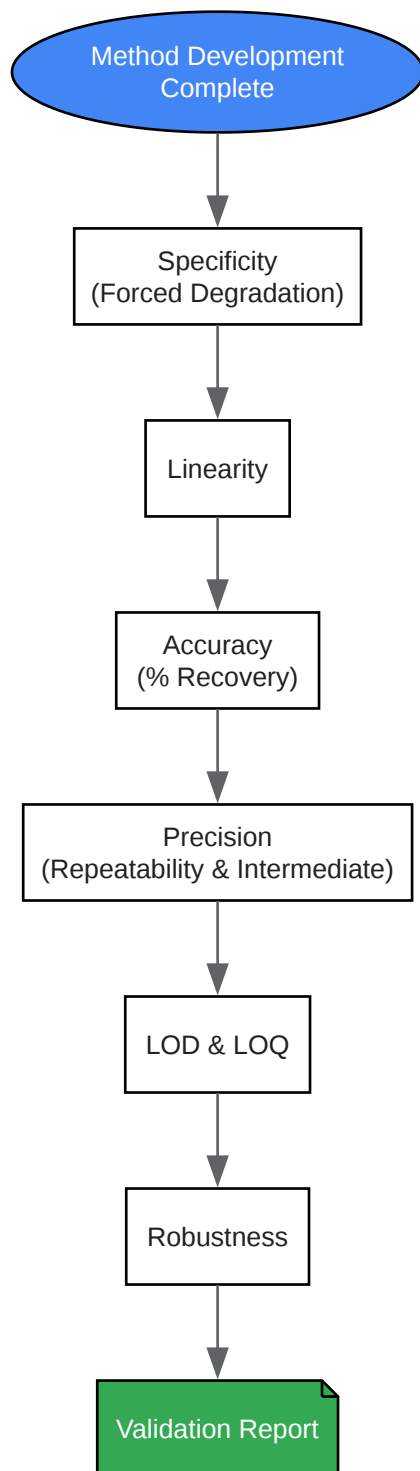 Method Development
Complete
Specificity
(Forced Degradation)
Linearity
Accuracy
(% Recovery)
Precision
(Repeatability & Intermediate)
LOD & LOQ
Robustness
Validation Report